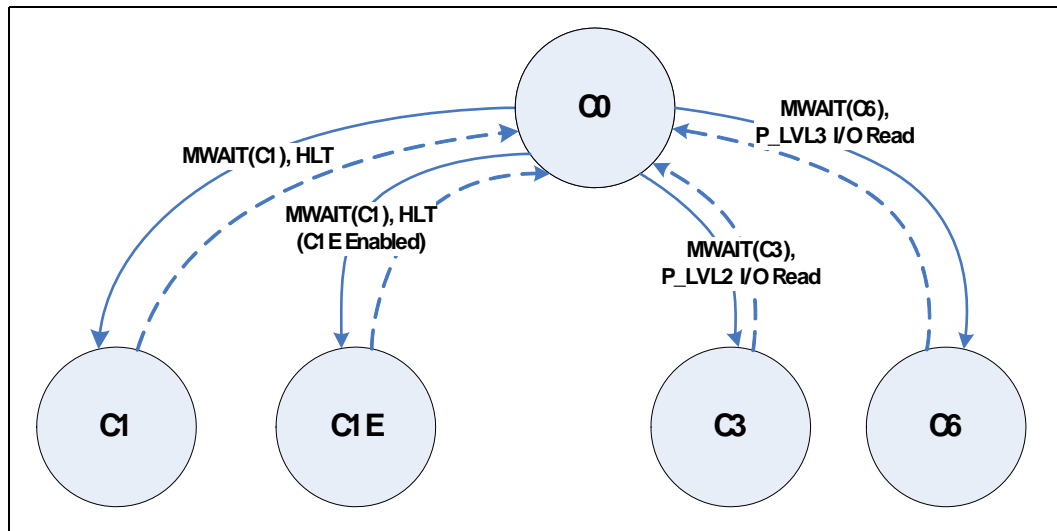 C0
MWAIT(C6),
P_LVL3 I/O Read
MWAIT(C1), HLT
MWAIT(C1), HLT
(C1E Enabled)
MWAIT(C3),
P_LVL2 I/O Read
C1
C1E
C3
C6